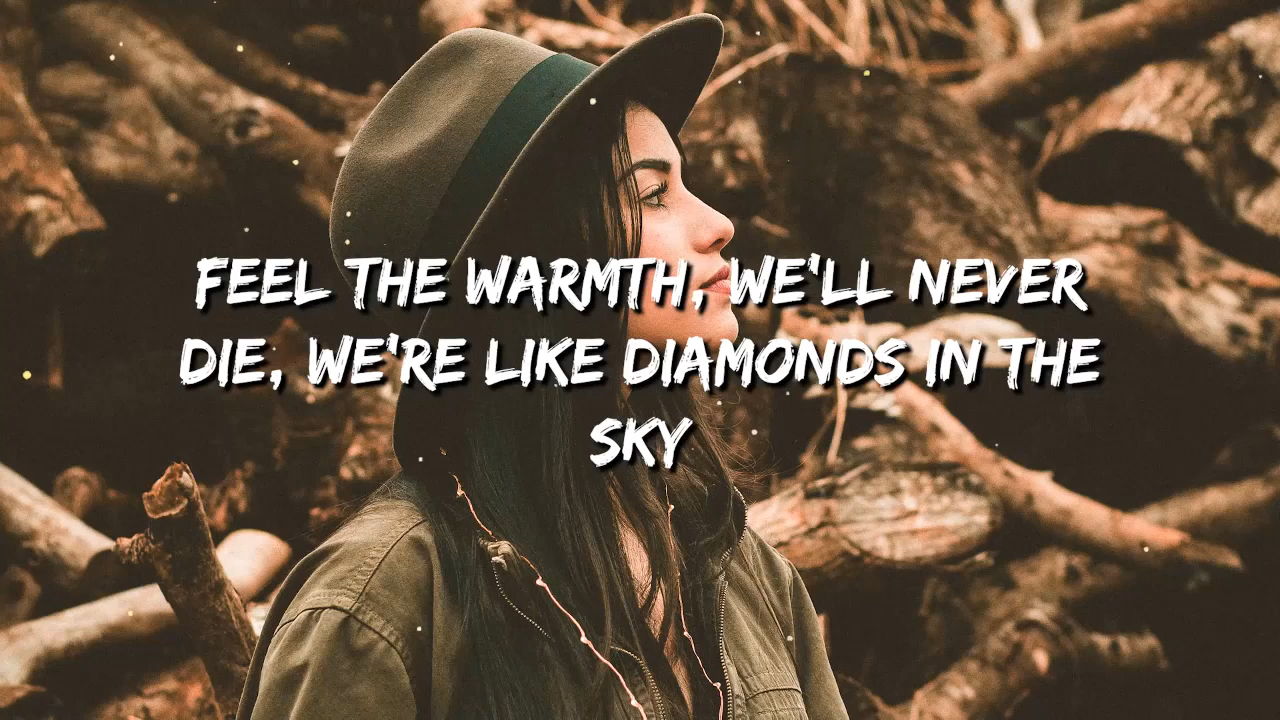 FEEL THE WARMTH, WE'LL NEVER
DIE, WE'RE LIKE DIAMONDS IN THE
SKY